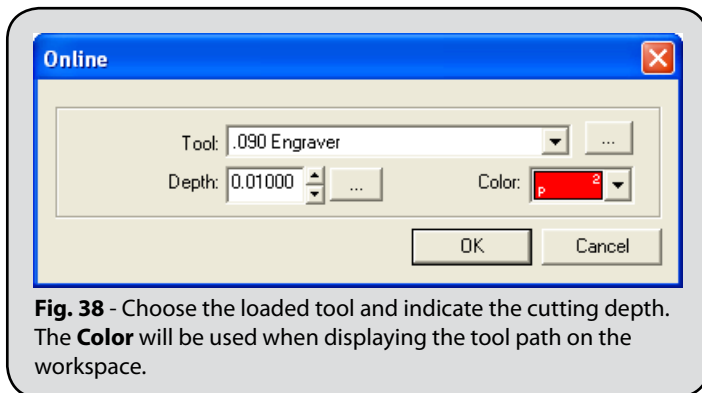 Online
Tool: .090 Engraver ...
Depth: 0.01000 ... Color: P 2
OK Cancel
Fig. 38 - Choose the loaded tool and indicate the cutting depth.
The Color will be used when displaying the tool path on the
workspace.